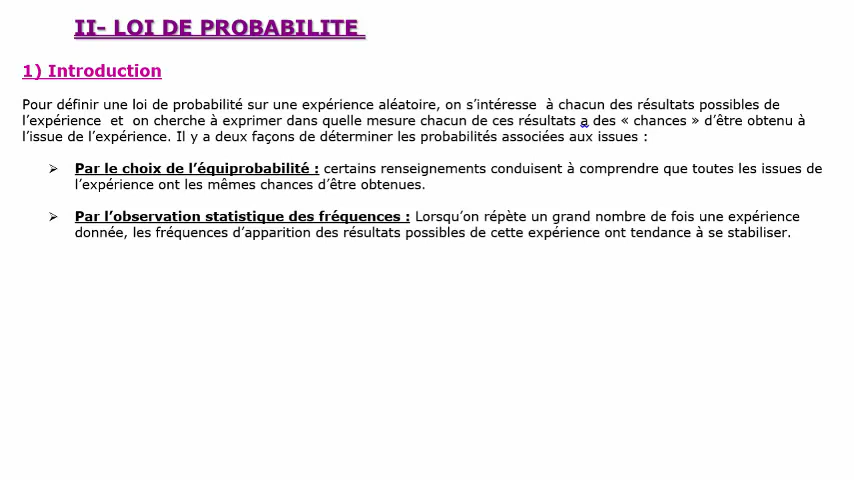 II- LOI DE PROBABILITE
1) Introduction
Pour définir une loi de probabilité sur une expérience aléatoire, on s’intéresse  à chacun des résultats possibles de
l’expérience  et  on cherche à exprimer dans quelle mesure chacun de ces résultats a des « chances » d’être obtenu à
l’issue de l’expérience. Il y a deux façons de déterminer les probabilités associées aux issues :
➢ Par le choix de l’équiprobabilité : certains renseignements conduisent à comprendre que toutes les issues de
l’expérience ont les mêmes chances d’être obtenues.
➢ Par l’observation statistique des fréquences : Lorsqu’on répète un grand nombre de fois une expérience
donnée, les fréquences d’apparition des résultats possibles de cette expérience ont tendance à se stabiliser.